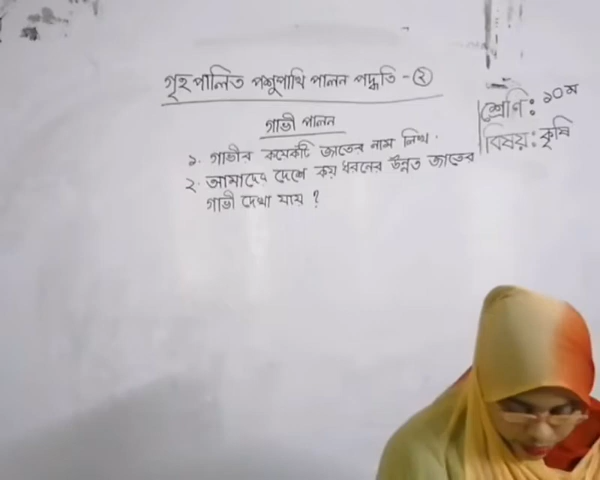 গৃহপালিত পশুপাখি পালন পদ্ধতি - ২
শ্রেণি: ১০ম
বিষয়: কৃষি
গাভী পালন
১. গাভীর কয়েকটি জাতের নাম লিখ.
২. আমাদের দেশে কয় ধরনের উন্নত জাতের
গাভী দেখা যায় ?